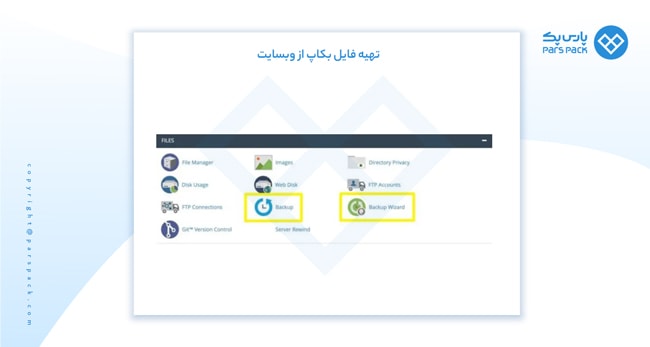 پارس پک
PARS PACK
تهیه فایل بکاپ از وبسایت
FILES
File Manager
Images
Directory Privacy
Disk Usage
Web Disk
FTP Accounts
FTP Connections
Backup
Backup Wizard
Git™ Version Control
Server Rewind
copyright@parspack.com